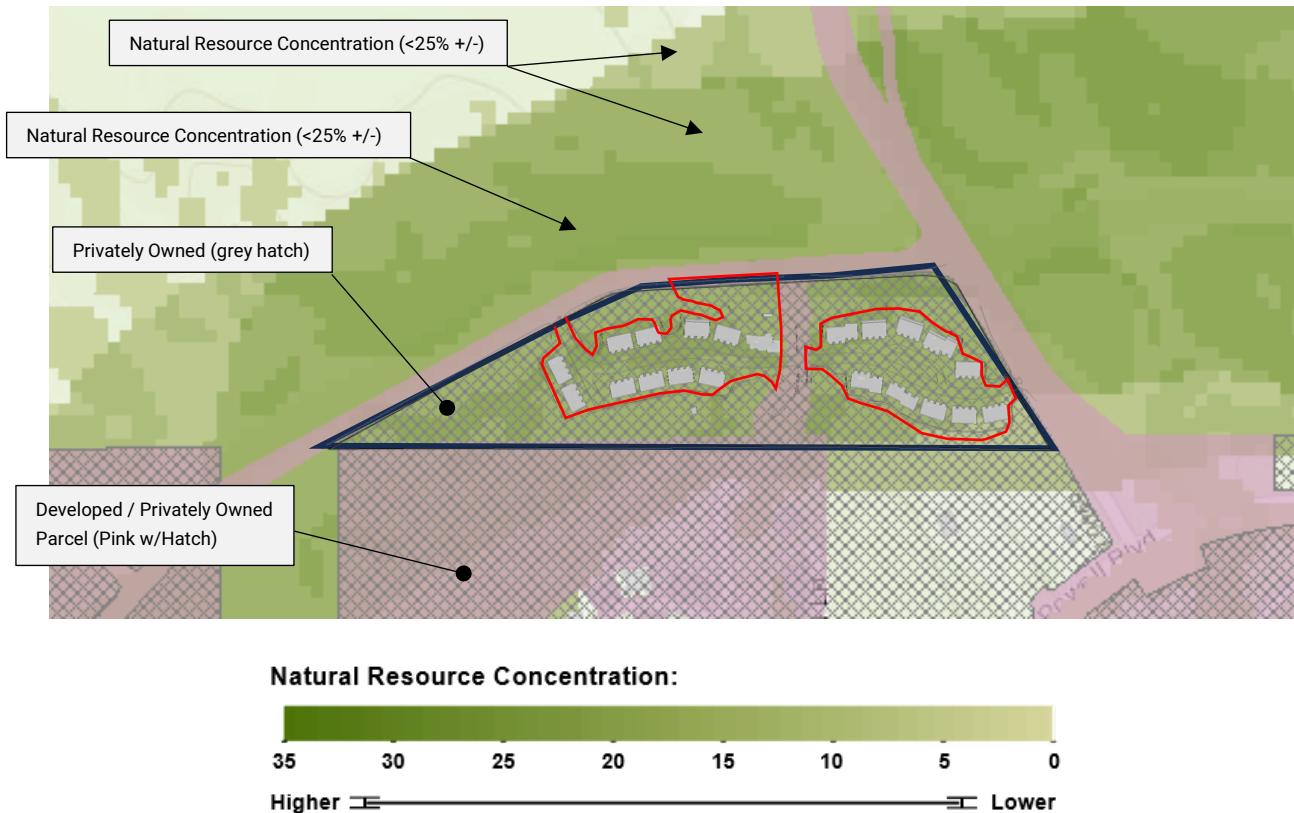 Natural Resource Concentration (<25% +/-)
Natural Resource Concentration (<25% +/-)
Privately Owned (grey hatch)
Developed / Privately Owned
Parcel (Pink w/Hatch)
Blvd
Natural Resource Concentration:
35 30 25 20 15 10 5 0
Higher Lower